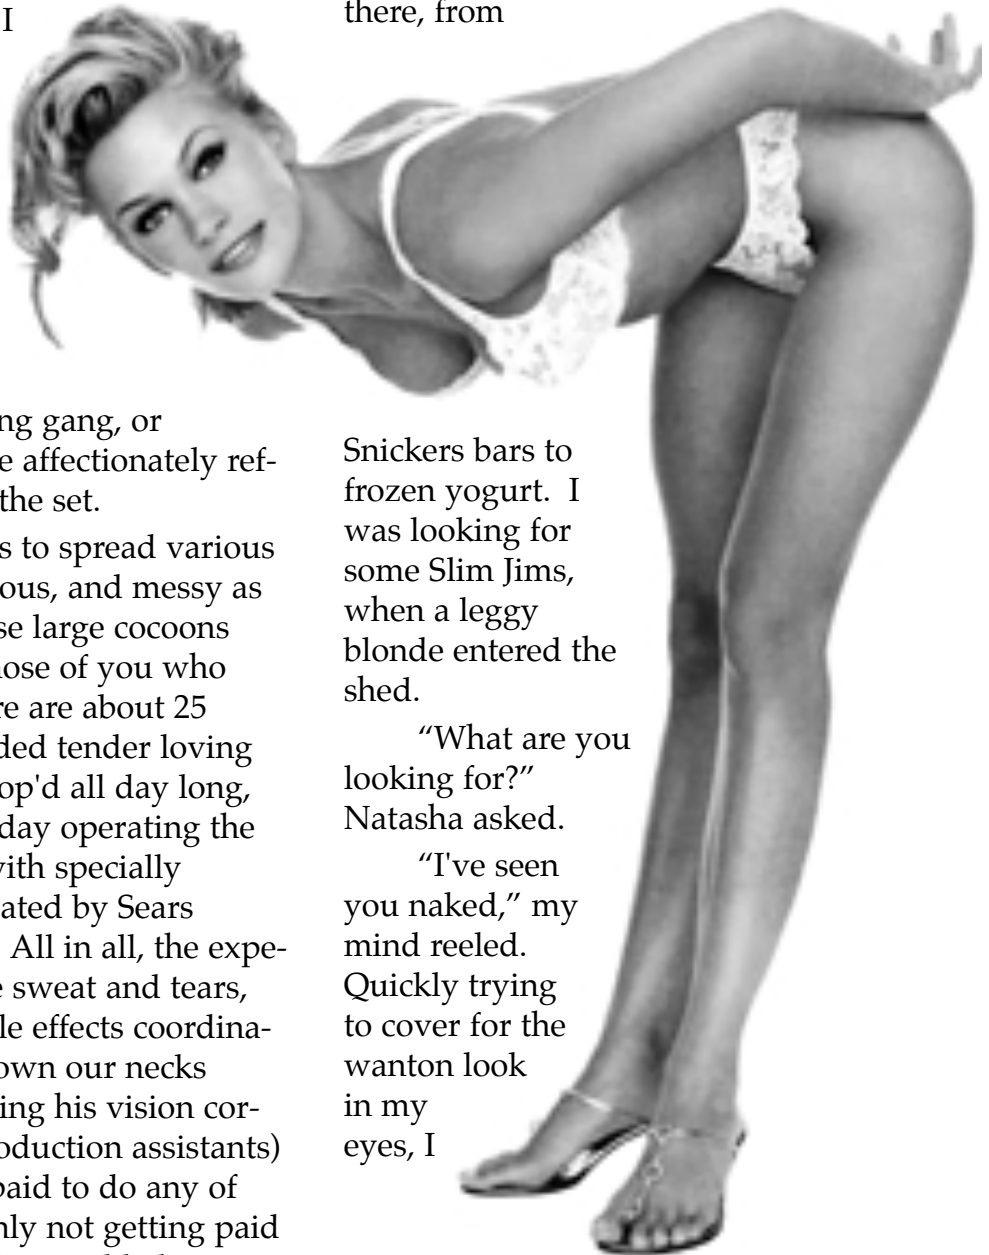 I
ng gang, or
e affectionately ref-
the set.
s to spread various
ous, and messy as
se large cocoons
ose of you who
re are about 25
ded tender loving
op'd all day long,
day operating the
ith specially
ated by Sears
All in all, the expe-
e sweat and tears,
le effects coordina-
own our necks
ing his vision cor-
oduction assistants)
paid to do any of
nly not getting paid
there, from
Snickers bars to
frozen yogurt.  I
was looking for
some Slim Jims,
when a leggy
blonde entered the
shed.
“What are you
looking for?”
Natasha asked.
“I've seen
you naked,” my
mind reeled.
Quickly trying
to cover for the
wanton look
in my
eyes, I